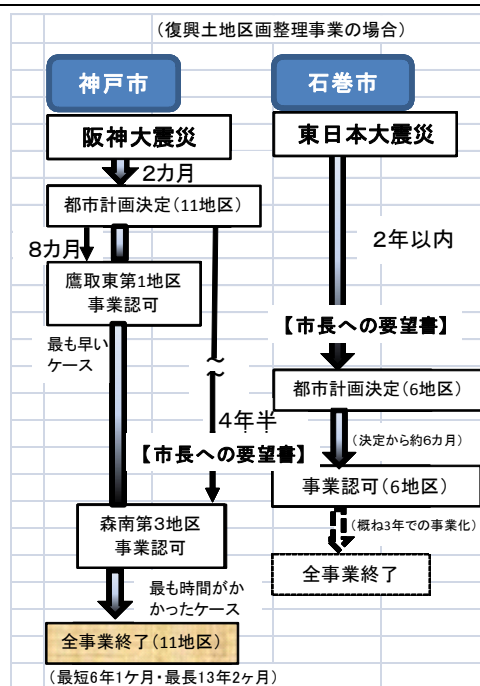 (復興土地区画整理事業の場合)
神戸市
阪神大震災
2カ月
都市計画決定(11地区)
8カ月
鷹取東第1地区
事業認可
最も早い
ケース
~
4年半
【市長への要望書】
森南第3地区
事業認可
最も時間がか
かったケース
全事業終了(11地区)
(最短6年1ケ月・最長13年2ヶ月)
石巻市
東日本大震災
2年以内
【市長への要望書】
都市計画決定(6地区)
(決定から約6カ月)
事業認可(6地区)
(概ね3年での事業化)
全事業終了